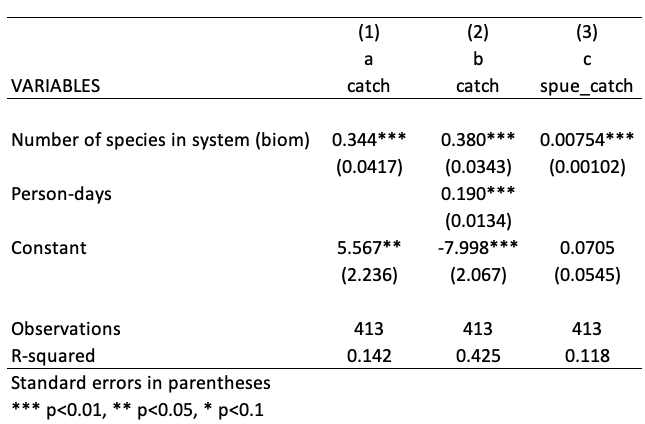 (1) (2) (3)
a b c
VARIABLES catch catch spue_catch
Number of species in system (biom) 0.344*** 0.380*** 0.00754***
(0.0417) (0.0343) (0.00102)
Person-days 0.190***
(0.0134)
Constant 5.567** -7.998*** 0.0705
(2.236) (2.067) (0.0545)
Observations 413 413 413
R-squared 0.142 0.425 0.118
Standard errors in parentheses
*** p<0.01, ** p<0.05, * p<0.1